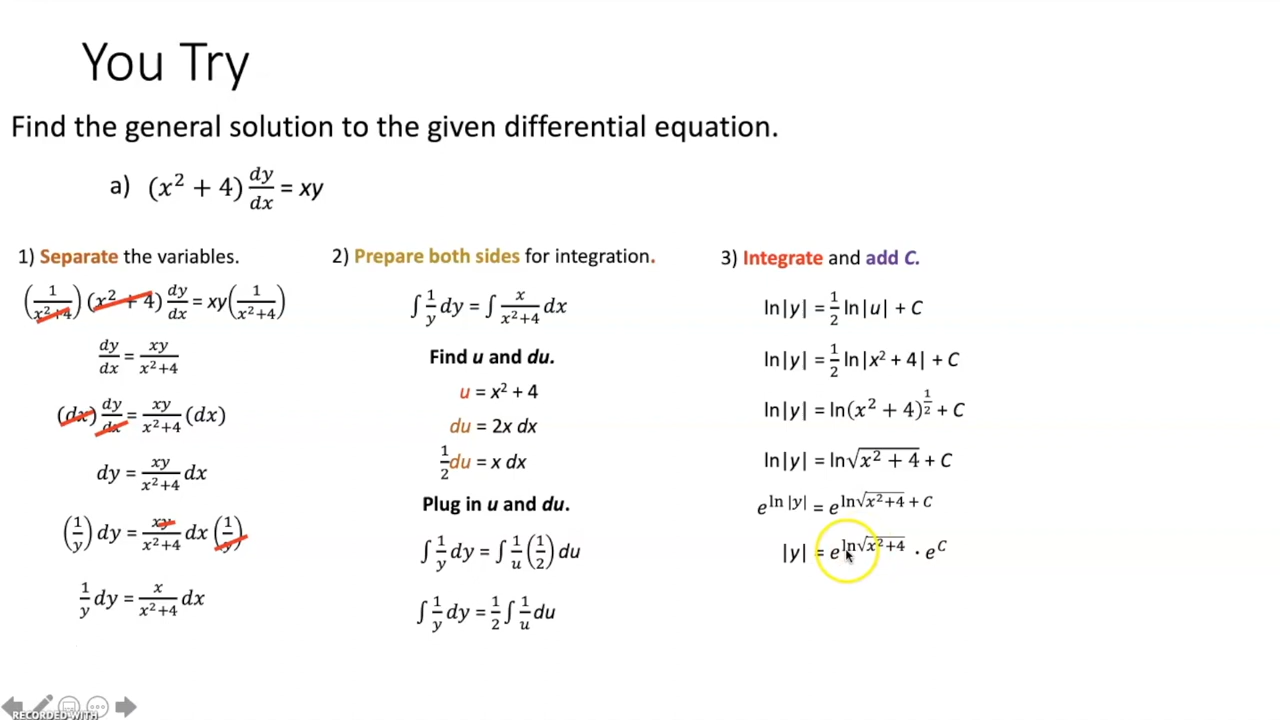 You Try
Find the general solution to the given differential equation.
a) (x² + 4) dy/dx = xy
1) Separate the variables.
(1/(x²+4)) (x² + 4) dy/dx = xy (1/(x²+4))
dy/dx = xy/(x²+4)
(dx) dy/dx = xy/(x²+4) (dx)
dy = xy/(x²+4) dx
(1/y) dy = xy/(x²+4) dx (1/y)
1/y dy = x/(x²+4) dx
2) Prepare both sides for integration.
∫ 1/y dy = ∫ x/(x²+4) dx
Find u and du.
u = x² + 4
du = 2x dx
1/2 du = x dx
Plug in u and du.
∫ 1/y dy = ∫ 1/u (1/2) du
∫ 1/y dy = 1/2 ∫ 1/u du
3) Integrate and add C.
ln|y| = 1/2 ln|u| + C
ln|y| = 1/2 ln|x² + 4| + C
ln|y| = ln(x² + 4)^(1/2) + C
ln|y| = ln√(x² + 4) + C
e^(ln |y|) = e^(ln√(x²+4) + C)
|y| = e^(ln√(x²+4)) · e^C
RECORDED WITH